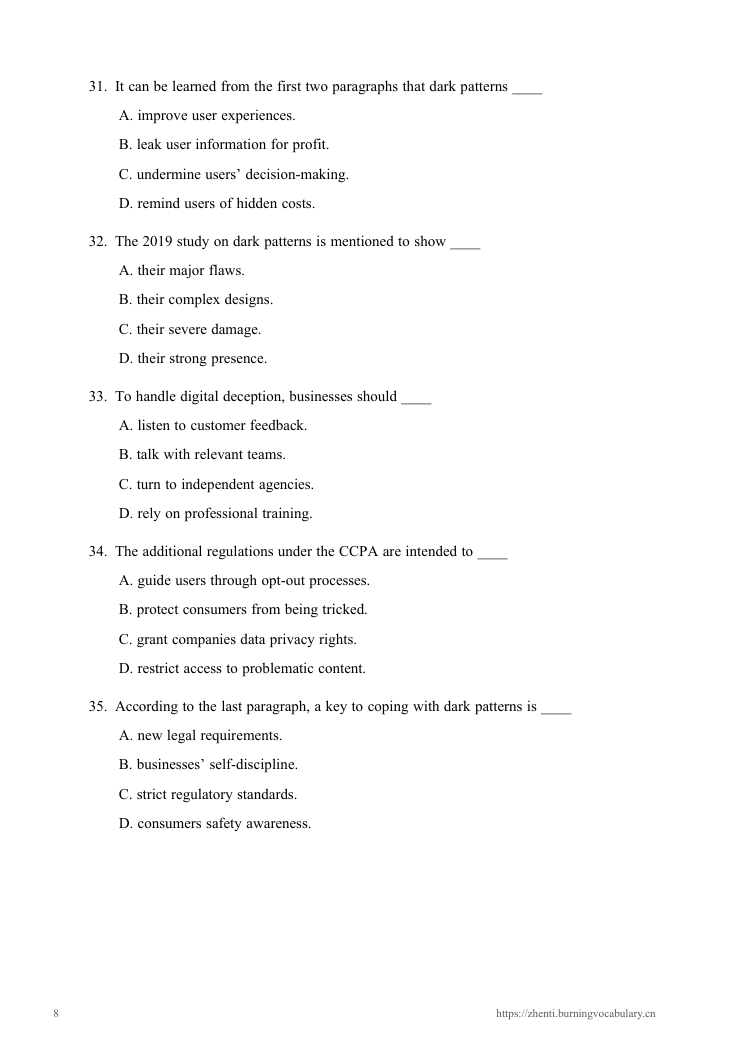 31. It can be learned from the first two paragraphs that dark patterns ____
A. improve user experiences.
B. leak user information for profit.
C. undermine users’ decision-making.
D. remind users of hidden costs.
32. The 2019 study on dark patterns is mentioned to show ____
A. their major flaws.
B. their complex designs.
C. their severe damage.
D. their strong presence.
33. To handle digital deception, businesses should ____
A. listen to customer feedback.
B. talk with relevant teams.
C. turn to independent agencies.
D. rely on professional training.
34. The additional regulations under the CCPA are intended to ____
A. guide users through opt-out processes.
B. protect consumers from being tricked.
C. grant companies data privacy rights.
D. restrict access to problematic content.
35. According to the last paragraph, a key to coping with dark patterns is ____
A. new legal requirements.
B. businesses’ self-discipline.
C. strict regulatory standards.
D. consumers safety awareness.
8 https://zhenti.burningvocabulary.cn